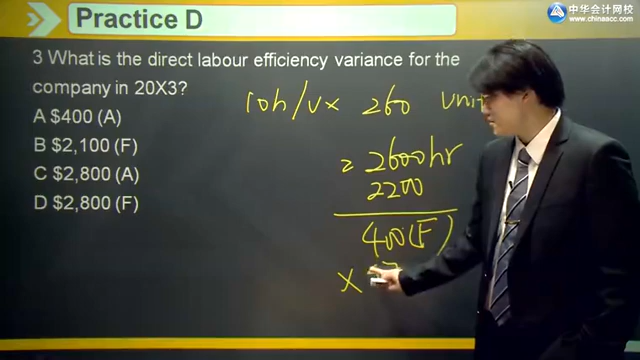 Practice D
中华会计网校
www.chinaacc.com
3 What is the direct labour efficiency variance for the
company in 20X3?
A $400 (A)
B $2,100 (F)
C $2,800 (A)
D $2,800 (F)
10h/u x 260 unit
= 2600hr
2200
400(F)
x